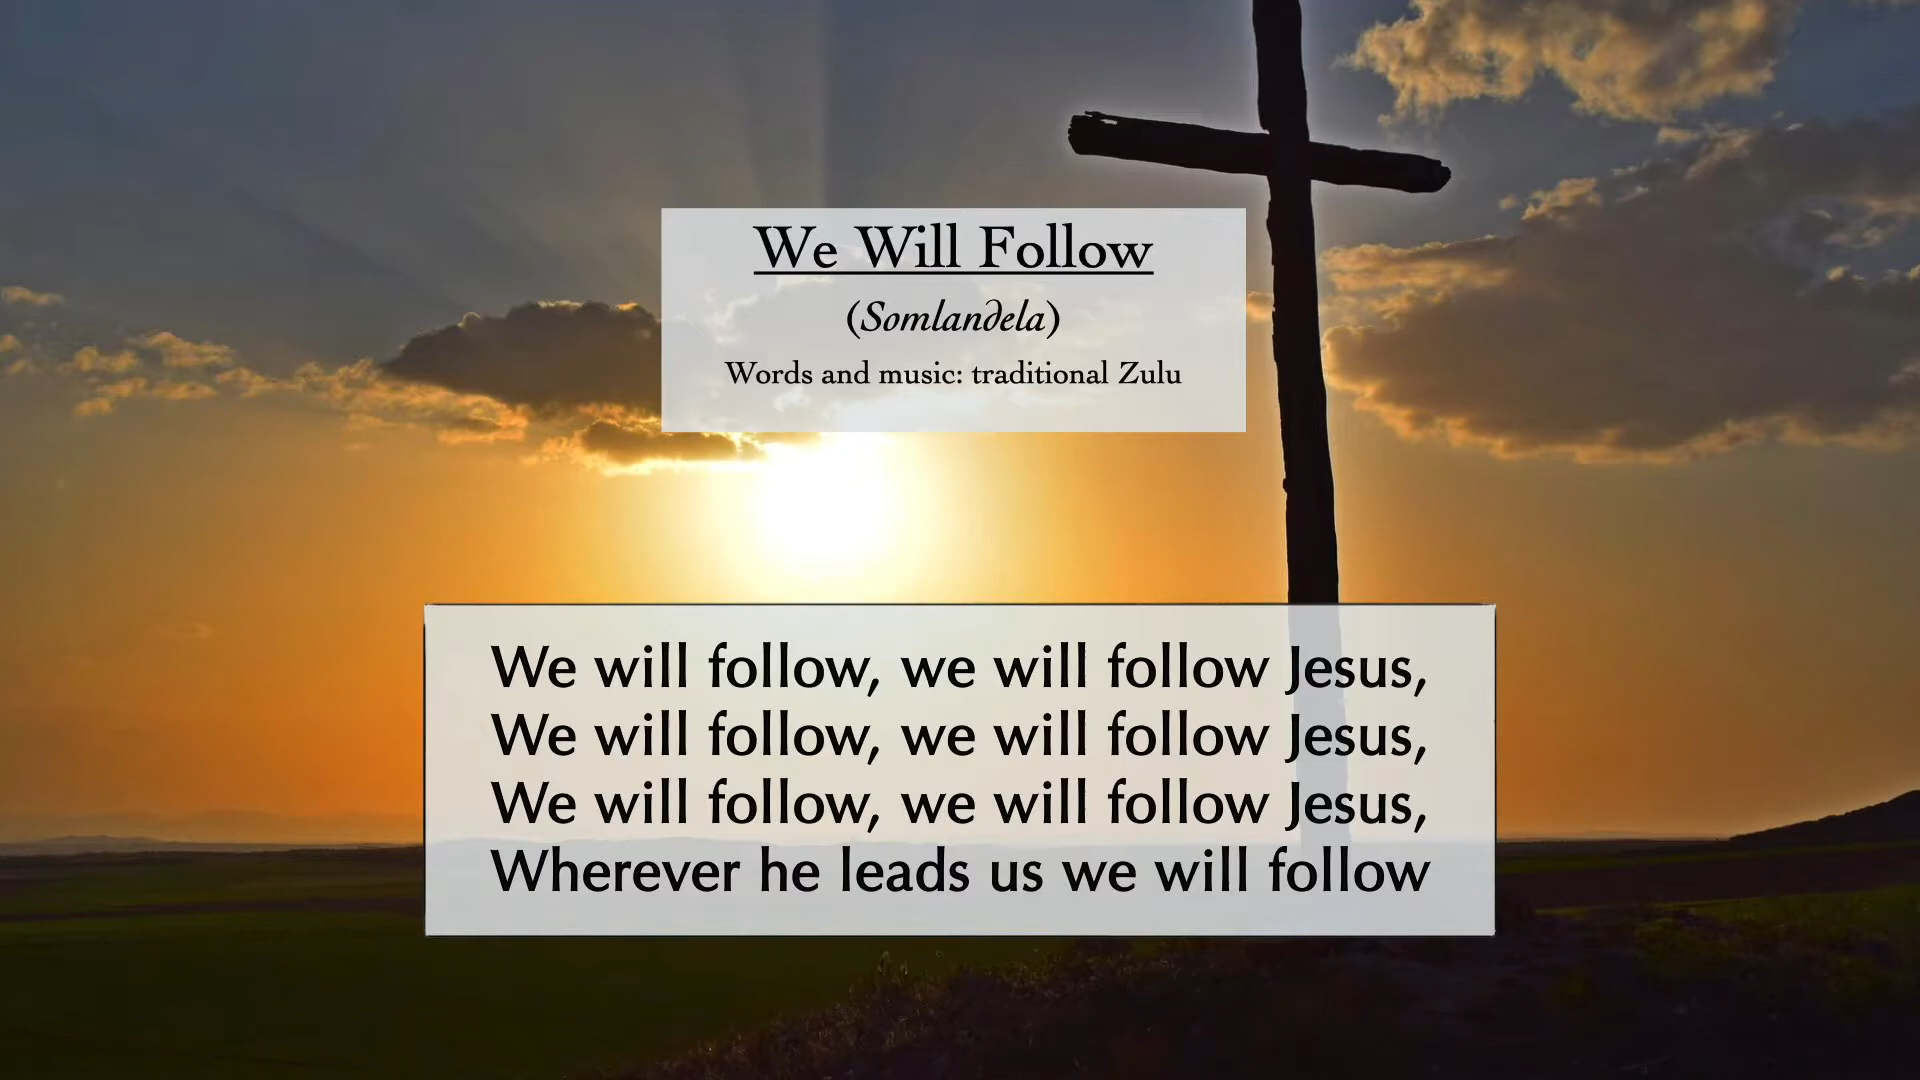 We Will Follow
(Somlandela)
Words and music: traditional Zulu
We will follow, we will follow Jesus,
We will follow, we will follow Jesus,
We will follow, we will follow Jesus,
Wherever he leads us we will follow